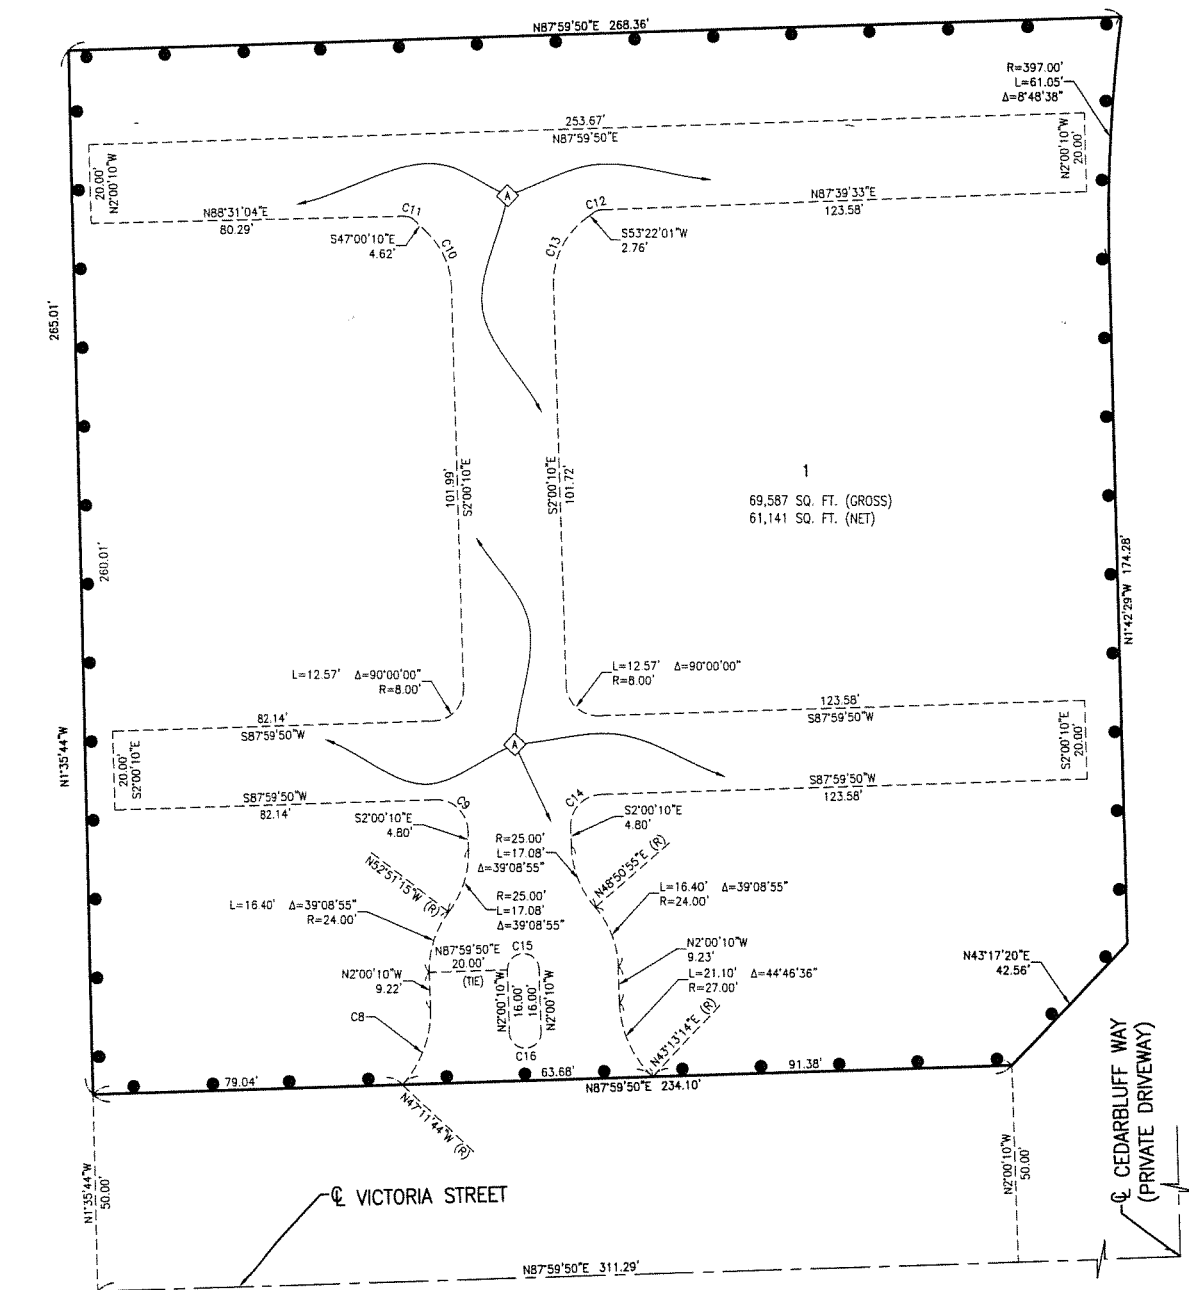 N87°59'50"E 268.36'
R=397.00'
L=61.05'
Δ=8°48'38"
253.67'
N87°59'50"E
20.00'
N2°00'10"W
N2°00'10"W
20.00'
N88°31'04"E
80.29'
C11
C12
N87°39'33"E
123.58'
A
S47°00'10"E
4.62'
C10
C13
S53°22'01"W
2.76'
265.01'
260.01'
101.99'
S2°00'10"E
S2°00'10"E
101.72'
1
69,587 SQ. FT. (GROSS)
61,141 SQ. FT. (NET)
N1°42'29"W 174.28'
L=12.57' Δ=90°00'00"
R=8.00'
L=12.57' Δ=90°00'00"
R=8.00'
82.14'
S87°59'50"W
123.58'
S87°59'50"W
N1°35'44"W
20.00'
S2°00'10"E
A
S2°00'10"E
20.00'
S87°59'50"W
82.14'
C9
C14
S87°59'50"W
123.58'
S2°00'10"E
4.80'
S2°00'10"E
4.80'
R=25.00'
L=17.08'
Δ=39°08'55"
N52°51'15"W (R)
N48°50'55"E (R)
R=25.00'
L=17.08'
Δ=39°08'55"
L=16.40' Δ=39°08'55"
R=24.00'
L=16.40' Δ=39°08'55"
R=24.00'
N87°59'50"E
20.00'
(TIE)
C15
N2°00'10"W
9.22'
N2°00'10"W
16.00'
16.00'
N2°00'10"W
N2°00'10"W
9.23'
L=21.10' Δ=44°46'36"
R=27.00'
N43°17'20"E
42.56'
C8
C16
N43°13'14"E (R)
79.04'
63.68'
91.38'
N87°59'50"E 234.10'
N47°11'44"W (R)
N1°35'44"W
50.00'
N2°00'10"W
50.00'
℄ VICTORIA STREET
℄ CEDARBLUFF WAY
(PRIVATE DRIVEWAY)
N87°59'50"E 311.29'